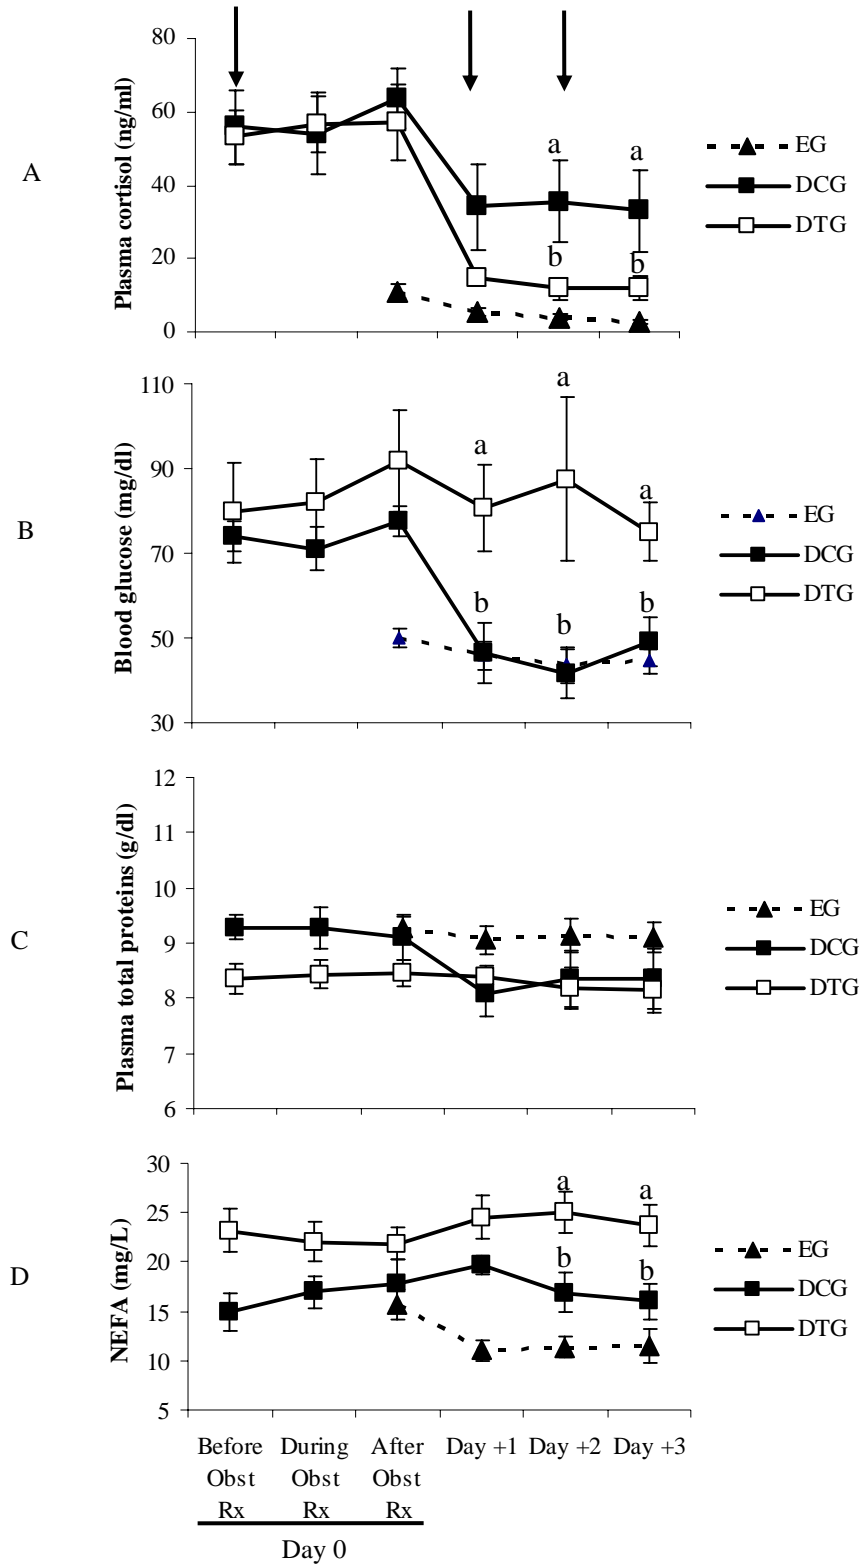 A
Plasma cortisol (ng/ml)
80
60
40
20
0
a
a
b
b
EG
DCG
DTG
B
Blood glucose (mg/dl)
110
90
70
50
30
a
a
a
b
b
b
EG
DCG
DTG
C
Plasma total proteins (g/dl)
12
11
10
9
8
7
6
EG
DCG
DTG
D
NEFA (mg/L)
30
25
20
15
10
5
a
a
b
b
EG
DCG
DTG
Before Obst Rx
During Obst Rx
After Obst Rx
Day +1
Day +2
Day +3
Day 0